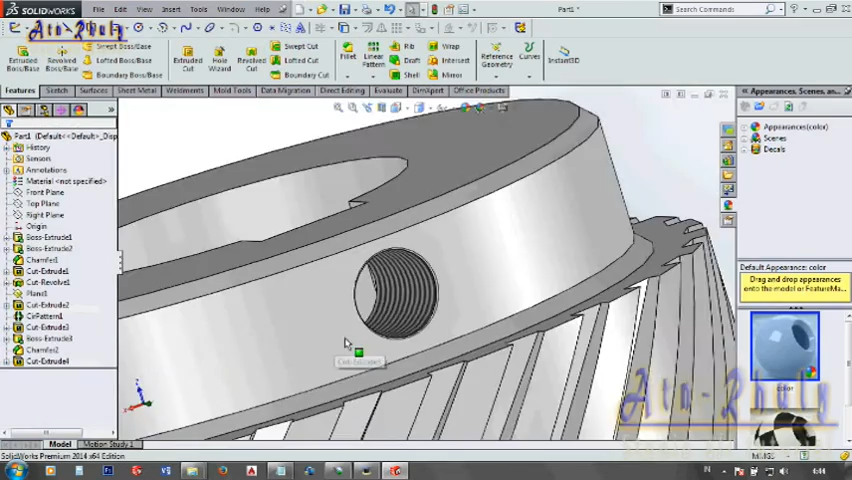 SOLIDWORKS
File Edit View Insert Tools Window Help
Part1 *
Search Commands
Ato-Rhuly
Extruded Boss/Base
Revolved Boss/Base
Swept Boss/Base
Lofted Boss/Base
Boundary Boss/Base
Extruded Cut
Hole Wizard
Revolved Cut
Swept Cut
Lofted Cut
Boundary Cut
Fillet
Linear Pattern
Rib
Draft
Shell
Wrap
Intersect
Mirror
Reference Geometry
Curves
Instant3D
Features Sketch Surfaces Sheet Metal Weldments Mold Tools Data Migration Direct Editing Evaluate DimXpert Office Products
Part1 (Default<<Default>_Disp
History
Sensors
Annotations
Material <not specified>
Front Plane
Top Plane
Right Plane
Origin
Boss-Extrude1
Boss-Extrude2
Chamfer1
Cut-Extrude1
Cut-Revolve1
Plane1
Cut-Extrude2
CirPattern1
Cut-Extrude3
Boss-Extrude3
Chamfer2
Cut-Extrude4
Appearances, Scenes, an
Appearances(color)
Scenes
Decals
Default Appearance: color
Drag and drop appearances
onto the model or FeatureMa...
color
Ato-Rhuly
Model Motion Study 1
SolidWorks Premium 2014 x64 Edition
MMGS
IN
4:44